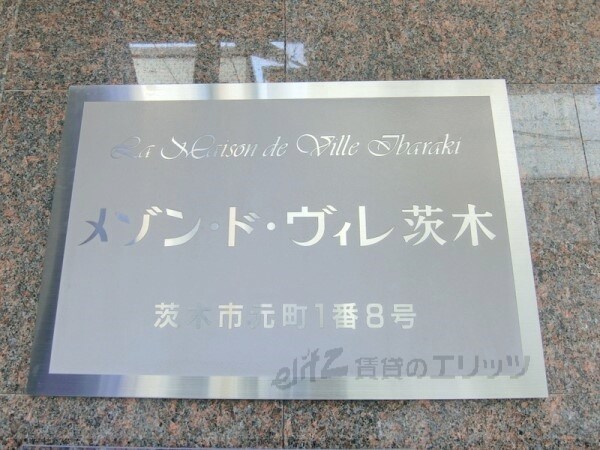 La Maison de Ville Ibaraki
メゾン・ド・ヴィレ茨木
茨木市元町1番8号
elitz 賃貸のエリッツ